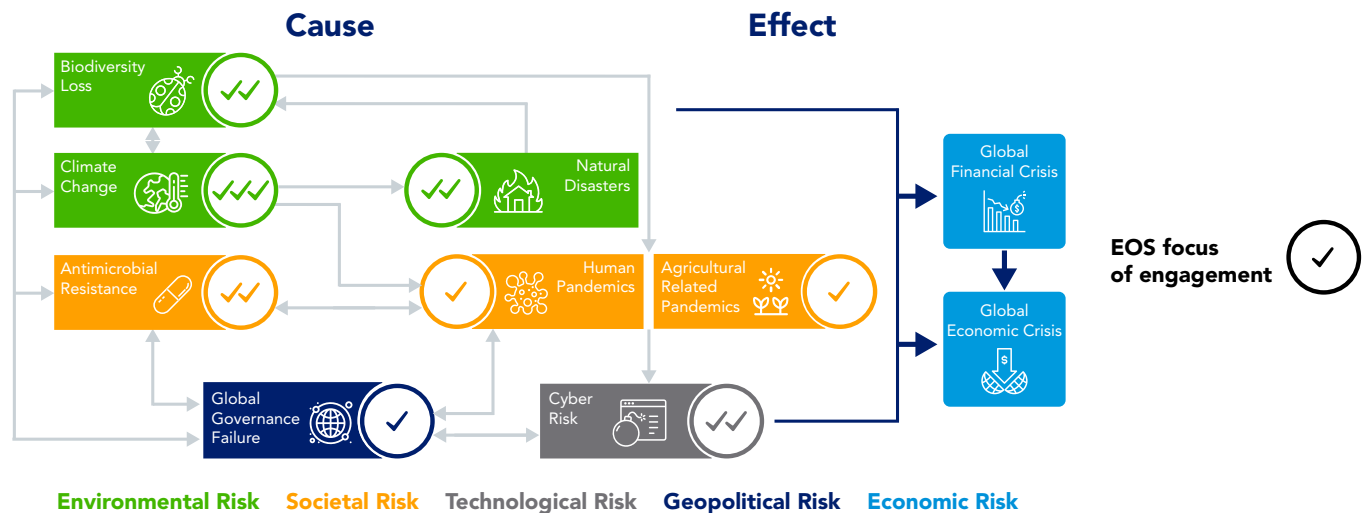 Cause
Effect
Biodiversity
Loss
Climate
Change
Natural
Disasters
Global
Financial Crisis
$
EOS focus
of engagement
Antimicrobial
Resistance
Human
Pandemics
Agricultural
Related
Pandemics
Global
Economic Crisis
$
Global
Governance
Failure
Cyber
Risk
Environmental Risk
Societal Risk
Technological Risk
Geopolitical Risk
Economic Risk